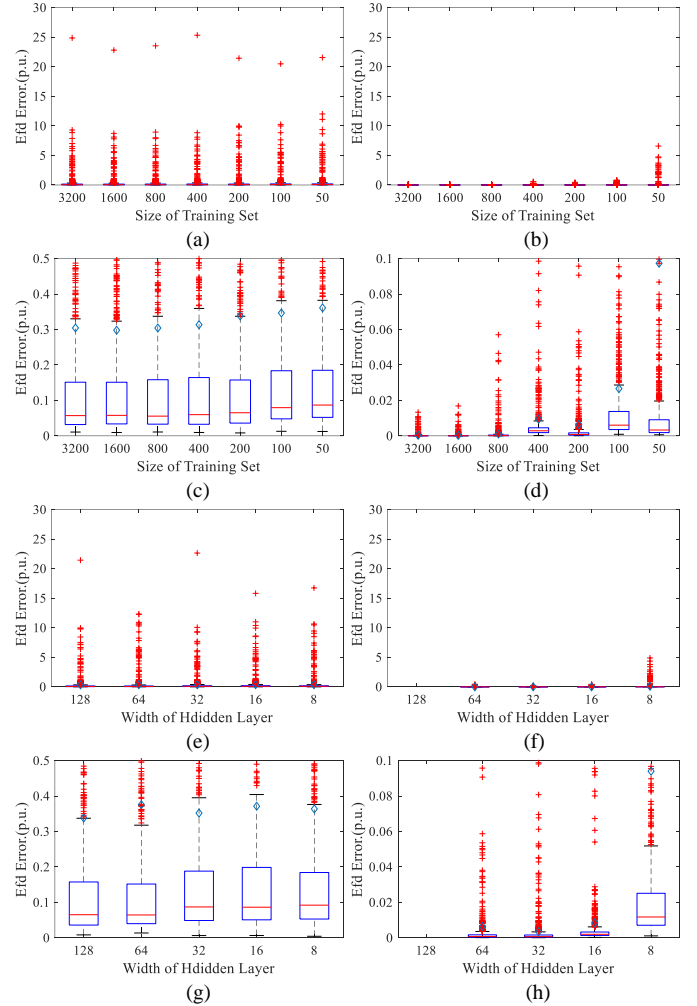 30
25
20
15
10
5
0
Efd Error.(p.u.)
3200 1600 800 400 200 100 50
Size of Training Set
(a)
30
25
20
15
10
5
0
Efd Error.(p.u.)
3200 1600 800 400 200 100 50
Size of Training Set
(b)
0.5
0.4
0.3
0.2
0.1
0
Efd Error.(p.u.)
3200 1600 800 400 200 100 50
Size of Training Set
(c)
0.1
0.08
0.06
0.04
0.02
0
Efd Error.(p.u.)
3200 1600 800 400 200 100 50
Size of Training Set
(d)
30
25
20
15
10
5
0
Efd Error.(p.u.)
128 64 32 16 8
Width of Hdidden Layer
(e)
30
25
20
15
10
5
0
Efd Error.(p.u.)
128 64 32 16 8
Width of Hdidden Layer
(f)
0.5
0.4
0.3
0.2
0.1
0
Efd Error.(p.u.)
128 64 32 16 8
Width of Hdidden Layer
(g)
0.1
0.08
0.06
0.04
0.02
0
Efd Error.(p.u.)
128 64 32 16 8
Width of Hdidden Layer
(h)